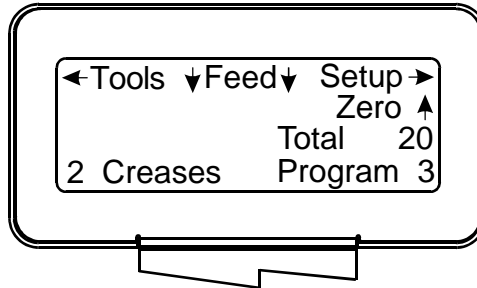 ←Tools ↓Feed↓ Setup→
Zero ↑
Total 20
2 Creases Program 3